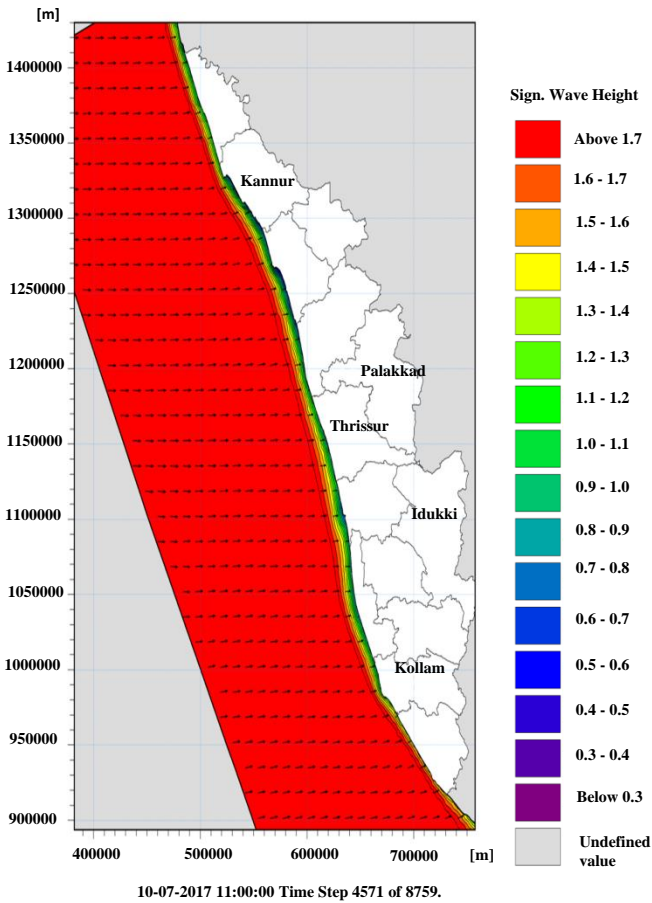 [m]
1400000
1350000
1300000
1250000
1200000
1150000
1100000
1050000
1000000
950000
900000
400000
500000
600000
700000
[m]
Kannur
Palakkad
Thrissur
Idukki
Kollam
Sign. Wave Height
Above 1.7
1.6 - 1.7
1.5 - 1.6
1.4 - 1.5
1.3 - 1.4
1.2 - 1.3
1.1 - 1.2
1.0 - 1.1
0.9 - 1.0
0.8 - 0.9
0.7 - 0.8
0.6 - 0.7
0.5 - 0.6
0.4 - 0.5
0.3 - 0.4
Below 0.3
Undefined
value
10-07-2017 11:00:00 Time Step 4571 of 8759.